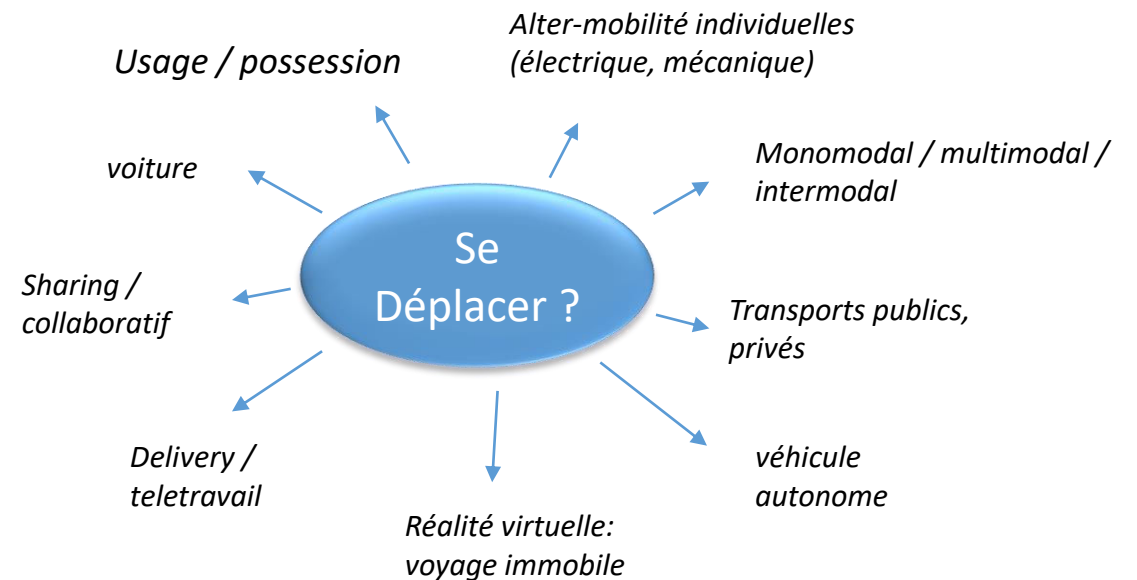 Alter-mobilité individuelles
(électrique, mécanique)
Usage / possession
voiture
Monomodal / multimodal /
intermodal
Se
Déplacer ?
Sharing /
collaboratif
Transports publics,
privés
Delivery /
teletravail
véhicule
autonome
Réalité virtuelle:
voyage immobile